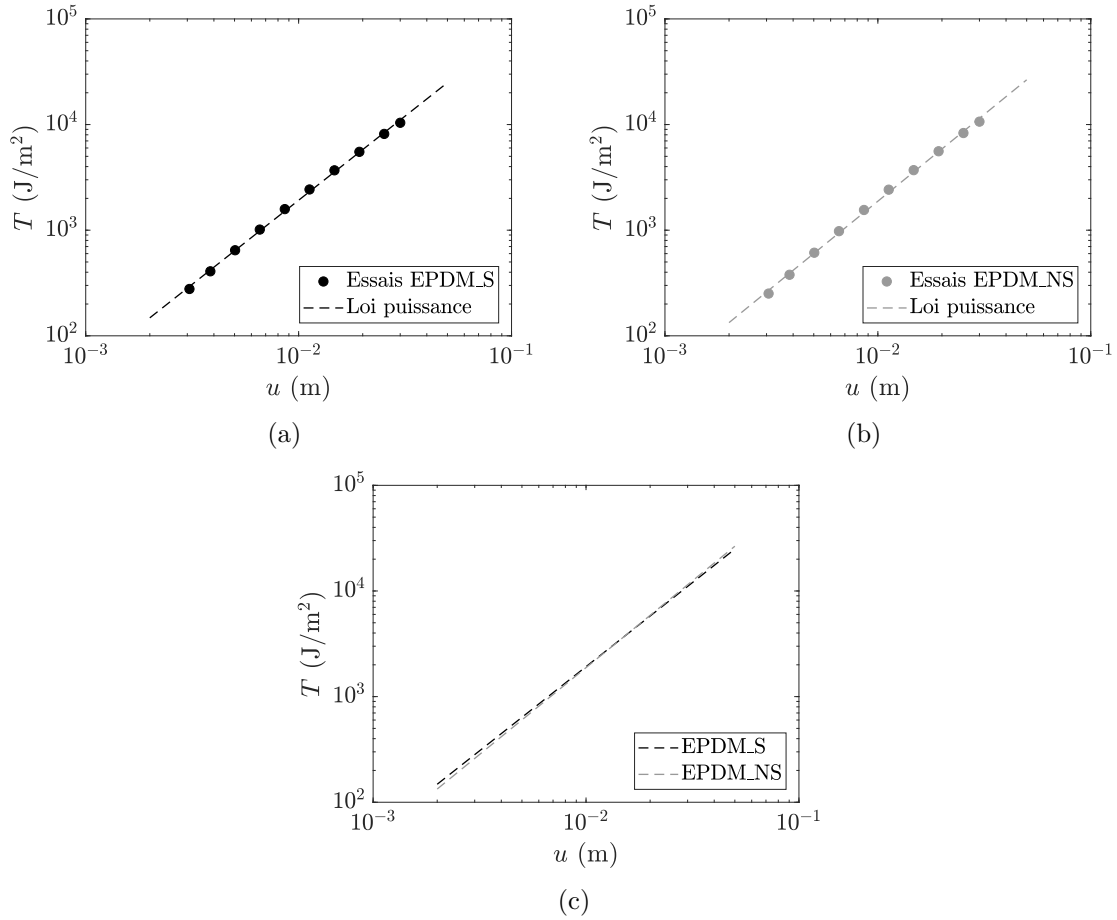 10^5
10^4
10^3
10^2
T (J/m^2)
Essais EPDM_S
Loi puissance
10^-3
10^-2
10^-1
u (m)
(a)
10^5
10^4
10^3
10^2
T (J/m^2)
Essais EPDM_NS
Loi puissance
10^-3
10^-2
10^-1
u (m)
(b)
10^5
10^4
10^3
10^2
T (J/m^2)
EPDM_S
EPDM_NS
10^-3
10^-2
10^-1
u (m)
(c)